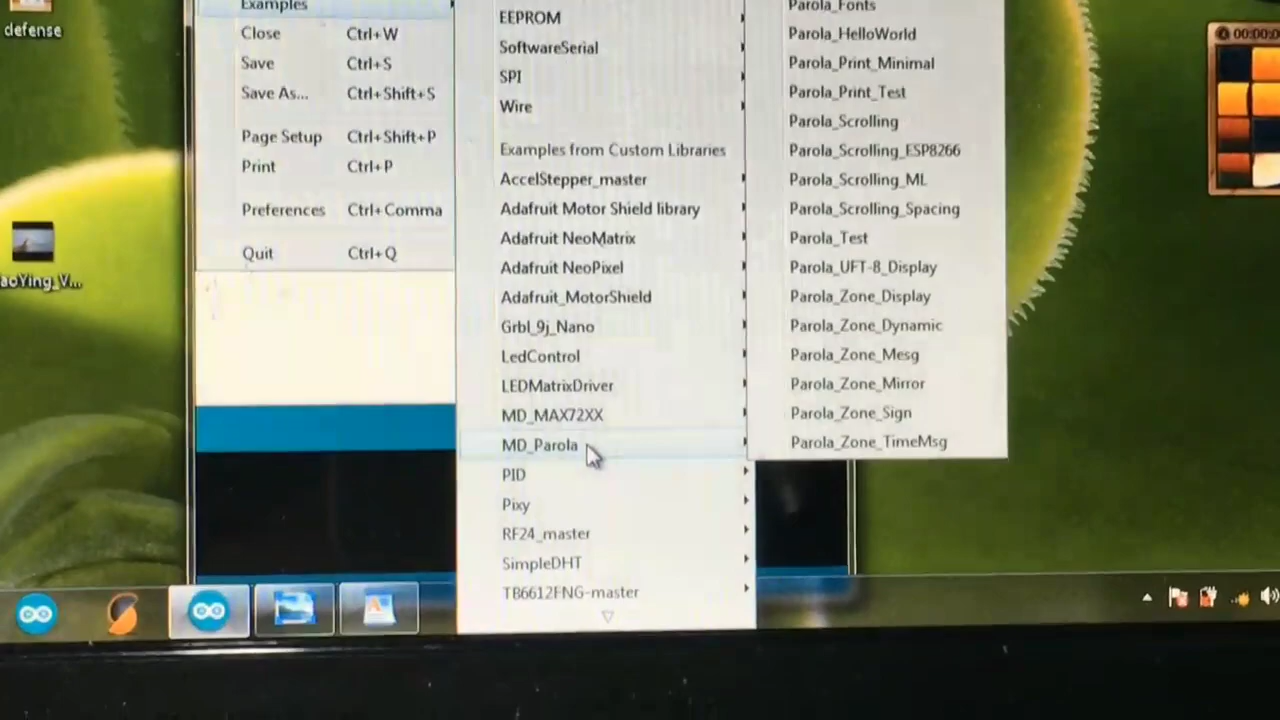 defense
aoYing_V...
Examples
Close Ctrl+W
Save Ctrl+S
Save As... Ctrl+Shift+S
Page Setup Ctrl+Shift+P
Print Ctrl+P
Preferences Ctrl+Comma
Quit Ctrl+Q
EEPROM
SoftwareSerial
SPI
Wire
Examples from Custom Libraries
AccelStepper_master
Adafruit Motor Shield library
Adafruit NeoMatrix
Adafruit NeoPixel
Adafruit_MotorShield
Grbl_9j_Nano
LedControl
LEDMatrixDriver
MD_MAX72XX
MD_Parola
PID
Pixy
RF24_master
SimpleDHT
TB6612FNG-master
Parola_Fonts
Parola_HelloWorld
Parola_Print_Minimal
Parola_Print_Test
Parola_Scrolling
Parola_Scrolling_ESP8266
Parola_Scrolling_ML
Parola_Scrolling_Spacing
Parola_Test
Parola_UFT-8_Display
Parola_Zone_Display
Parola_Zone_Dynamic
Parola_Zone_Mesg
Parola_Zone_Mirror
Parola_Zone_Sign
Parola_Zone_TimeMsg